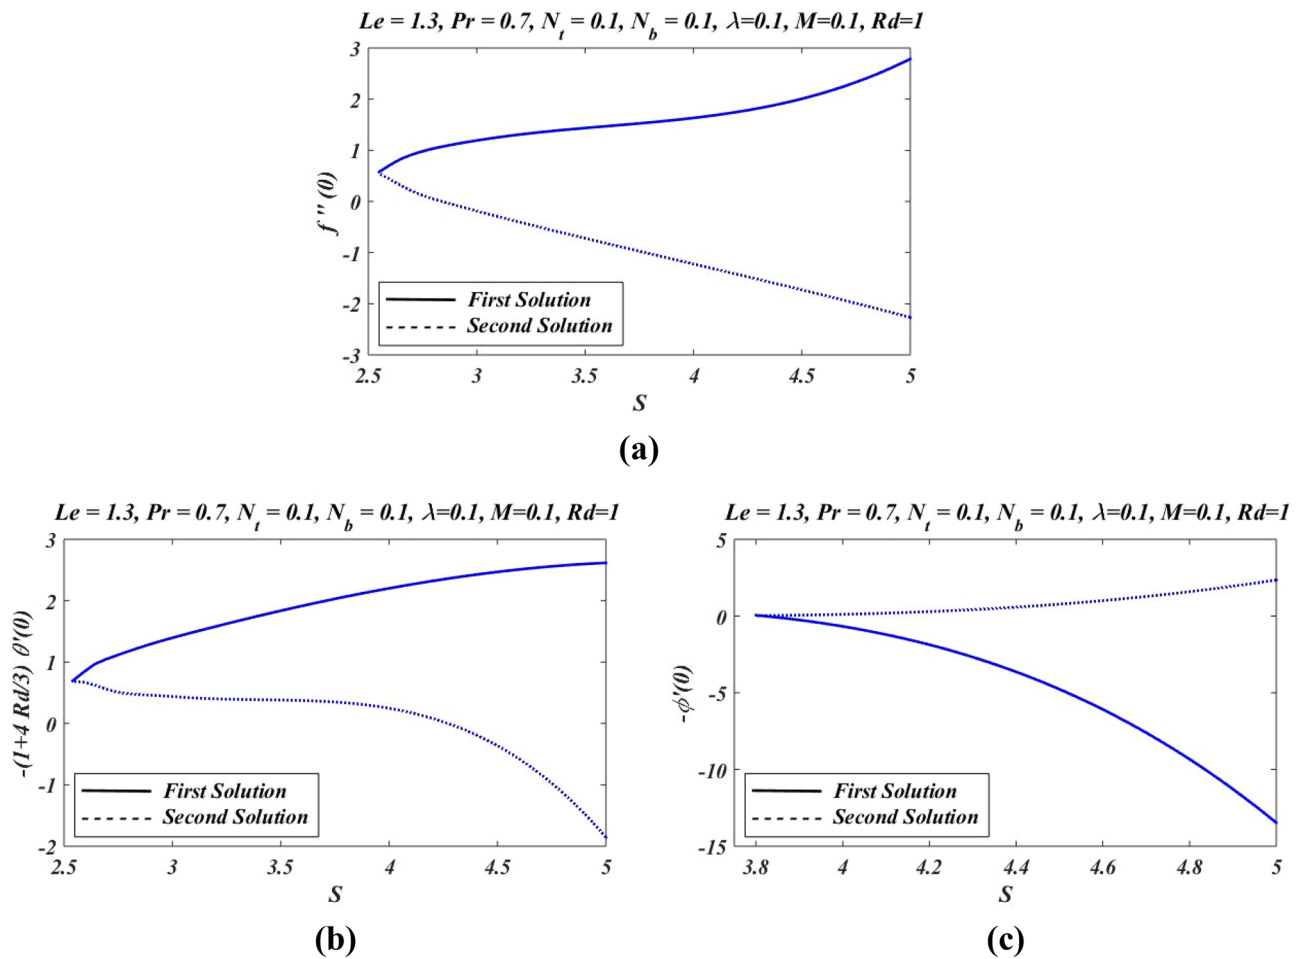 Le = 1.3, Pr = 0.7, N_t = 0.1, N_b = 0.1, λ=0.1, M=0.1, Rd=1
3
2
1
0
-1
-2
-3
f ''(0)
First Solution
Second Solution
2.5 3 3.5 4 4.5 5
S
(a)
Le = 1.3, Pr = 0.7, N_t = 0.1, N_b = 0.1, λ=0.1, M=0.1, Rd=1
3
2
1
0
-1
-2
-(1+4 Rd/3) θ'(0)
First Solution
Second Solution
2.5 3 3.5 4 4.5 5
S
(b)
Le = 1.3, Pr = 0.7, N_t = 0.1, N_b = 0.1, λ=0.1, M=0.1, Rd=1
5
0
-5
-10
-15
-ϕ'(0)
First Solution
Second Solution
3.8 4 4.2 4.4 4.6 4.8 5
S
(c)